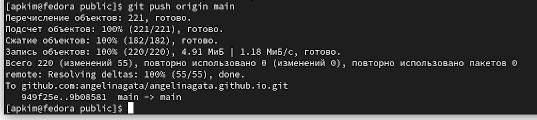 [apkim@fedora public]$ git push origin main
Перечисление объектов: 221, готово.
Подсчет объектов: 100% (221/221), готово.
Сжатие объектов: 100% (182/182), готово.
Запись объектов: 100% (220/220), 4.91 МиБ | 1.18 МиБ/с, готово.
Всего 220 (изменений 55), повторно использовано 0 (изменений 0), повторно использовано пакетов 0
remote: Resolving deltas: 100% (55/55), done.
To github.com:angelinagata/angelinagata.github.io.git
949f25e..9b08581 main -> main
[apkim@fedora public]$